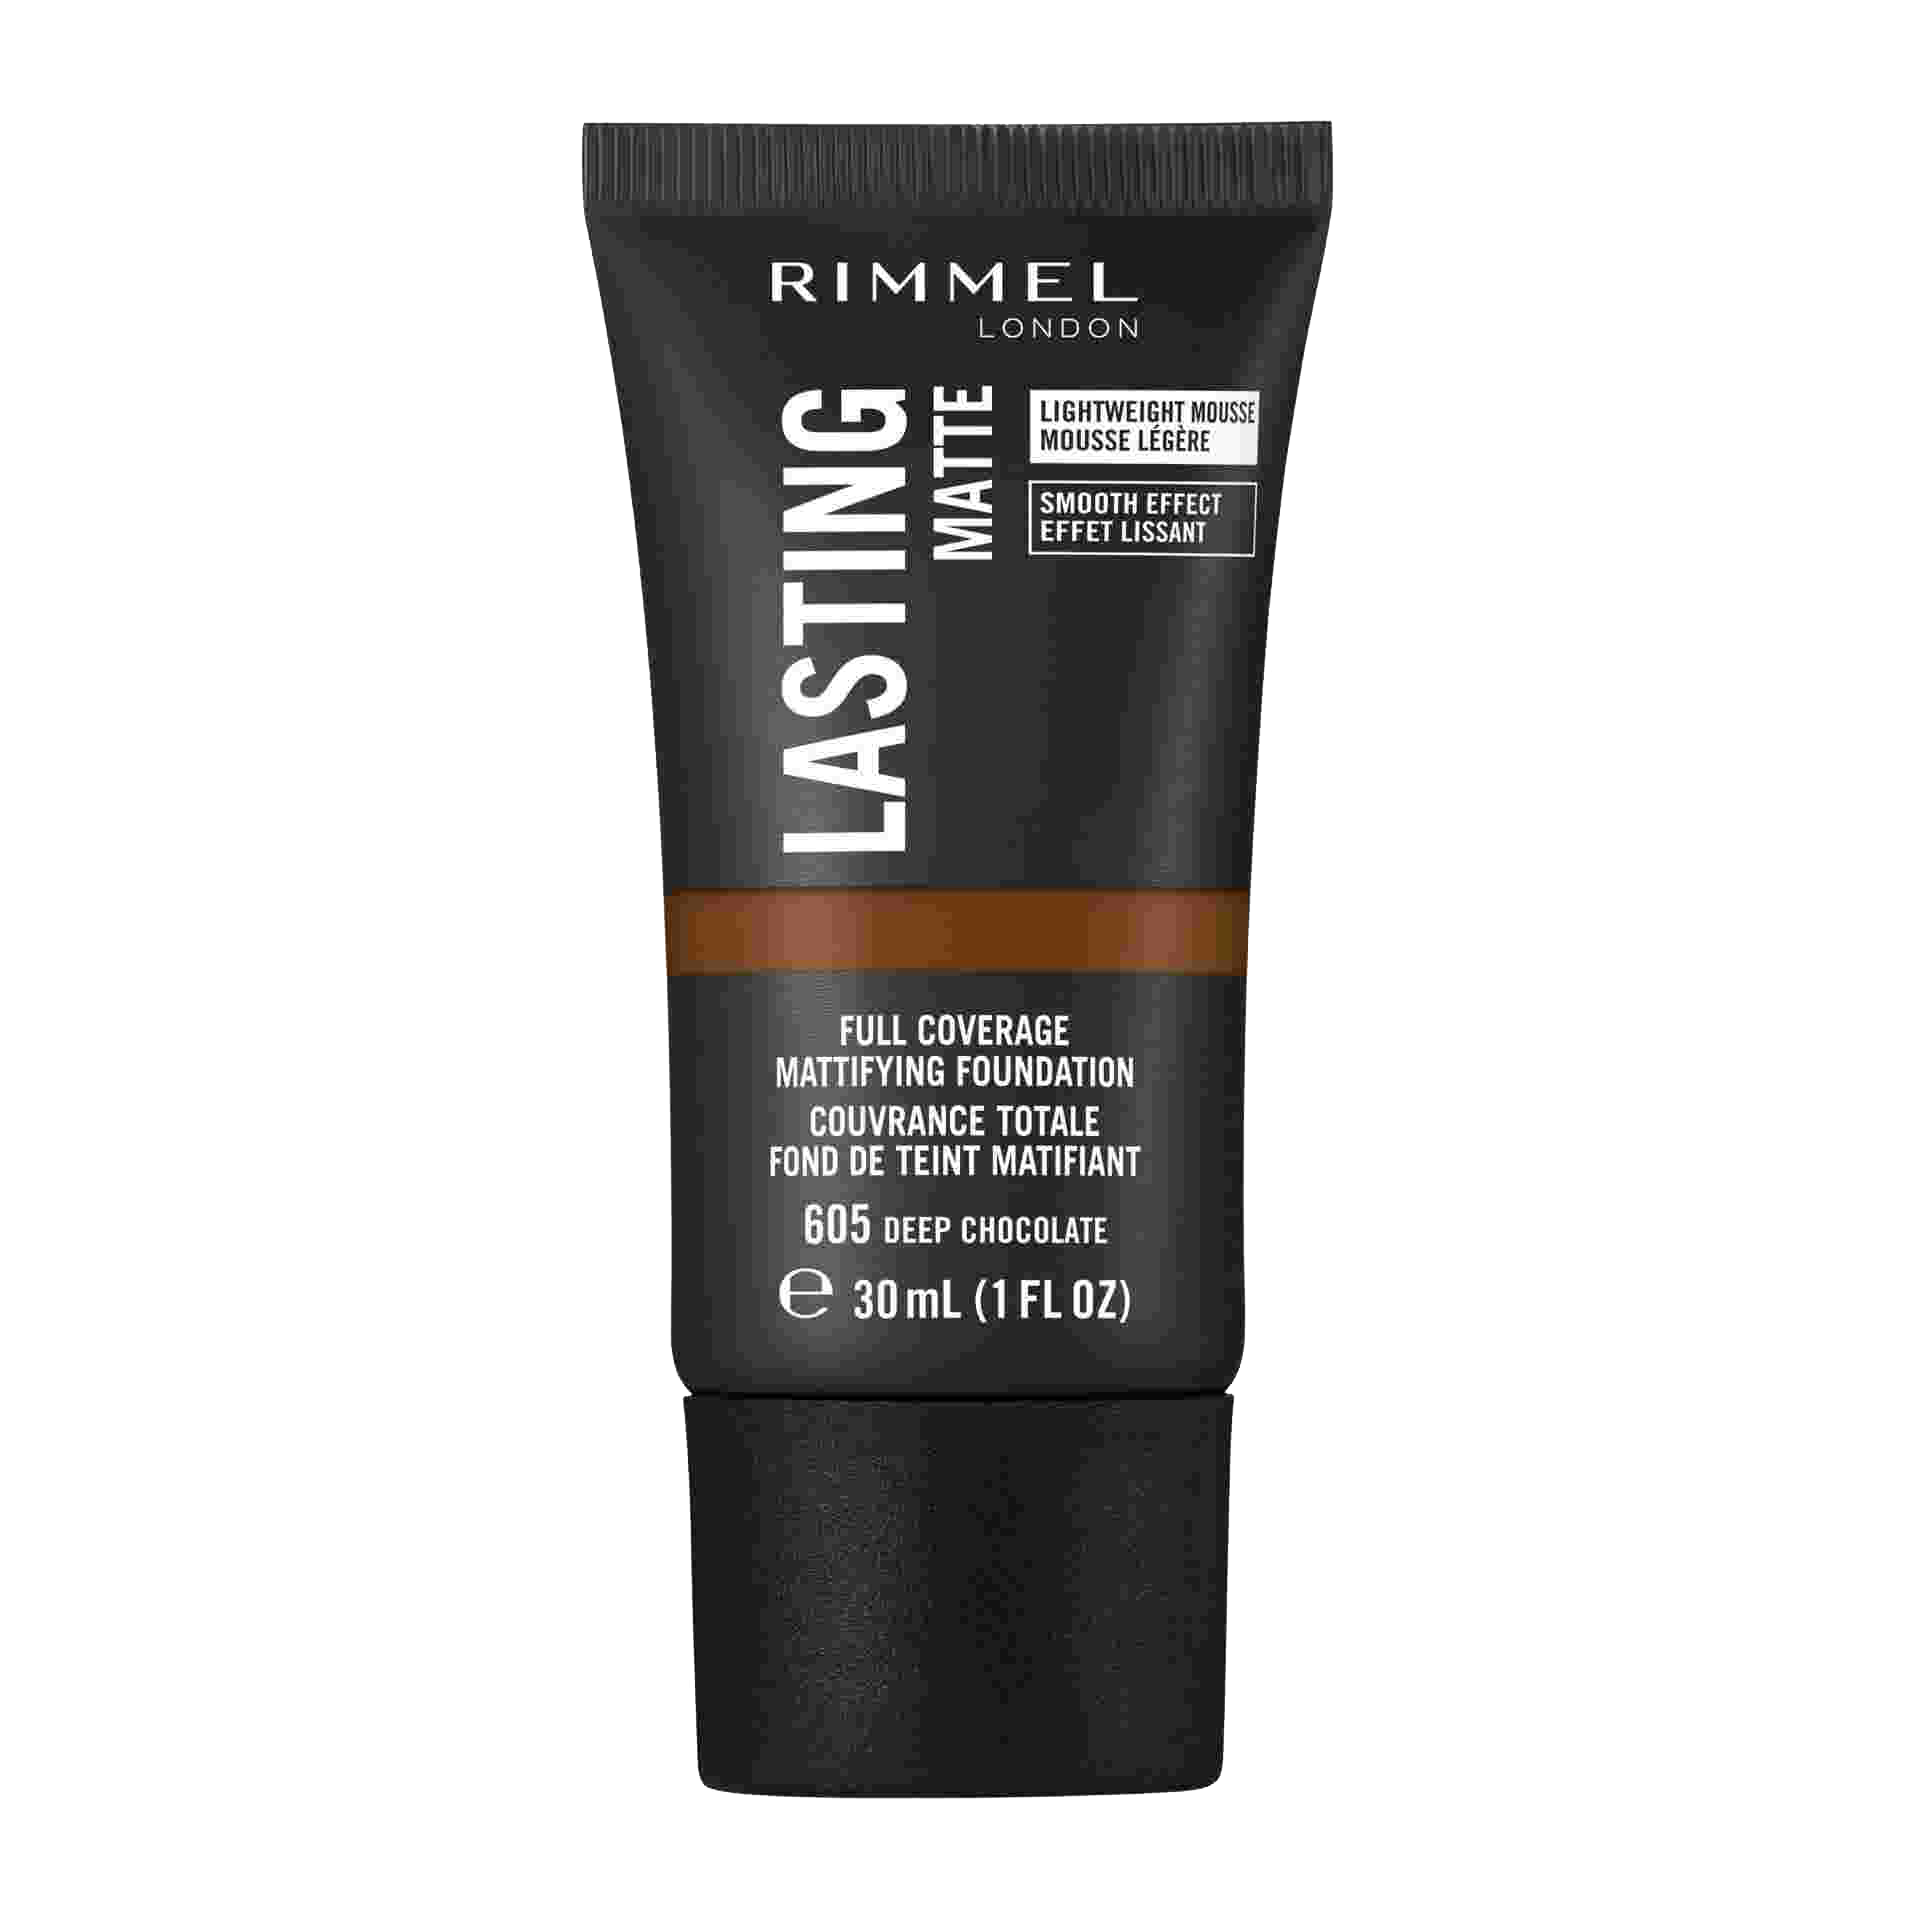 RIMMEL
LONDON
LASTING
MATTE
LIGHTWEIGHT MOUSSE
MOUSSE LÉGÈRE
SMOOTH EFFECT
EFFET LISSANT
FULL COVERAGE
MATTIFYING FOUNDATION
COUVRANCE TOTALE
FOND DE TEINT MATIFIANT
605 DEEP CHOCOLATE
℮ 30 mL (1 FL OZ)